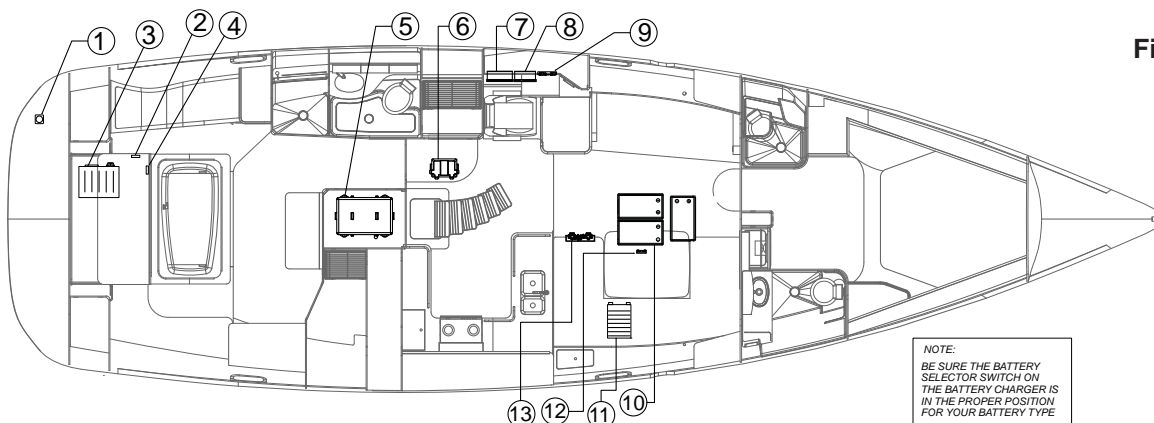 1
3
2
4
5
6
7
8
9
Fi
13
12
11
10
NOTE:
BE SURE THE BATTERY
SELECTOR SWITCH ON
THE BATTERY CHARGER IS
IN THE PROPER POSITION
FOR YOUR BATTERY TYPE